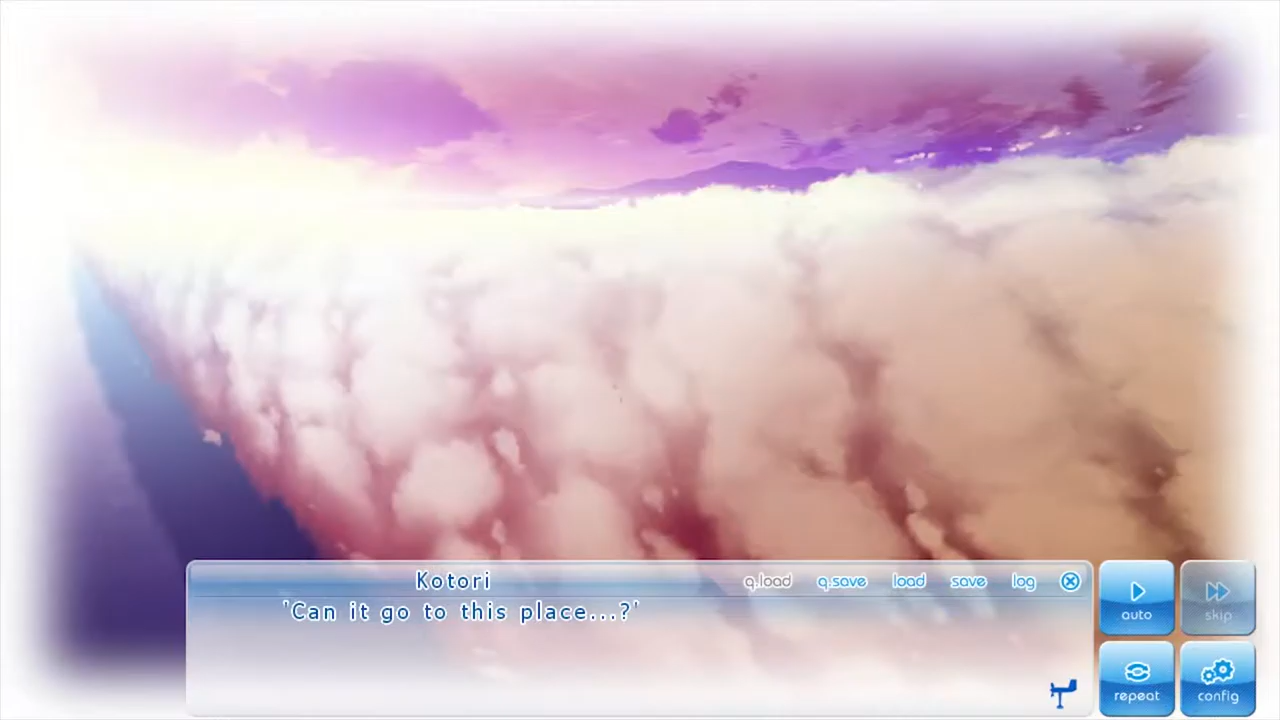 Kotori
q.load q.save load save log
'Can it go to this place...?'
auto
skip
repeat
config